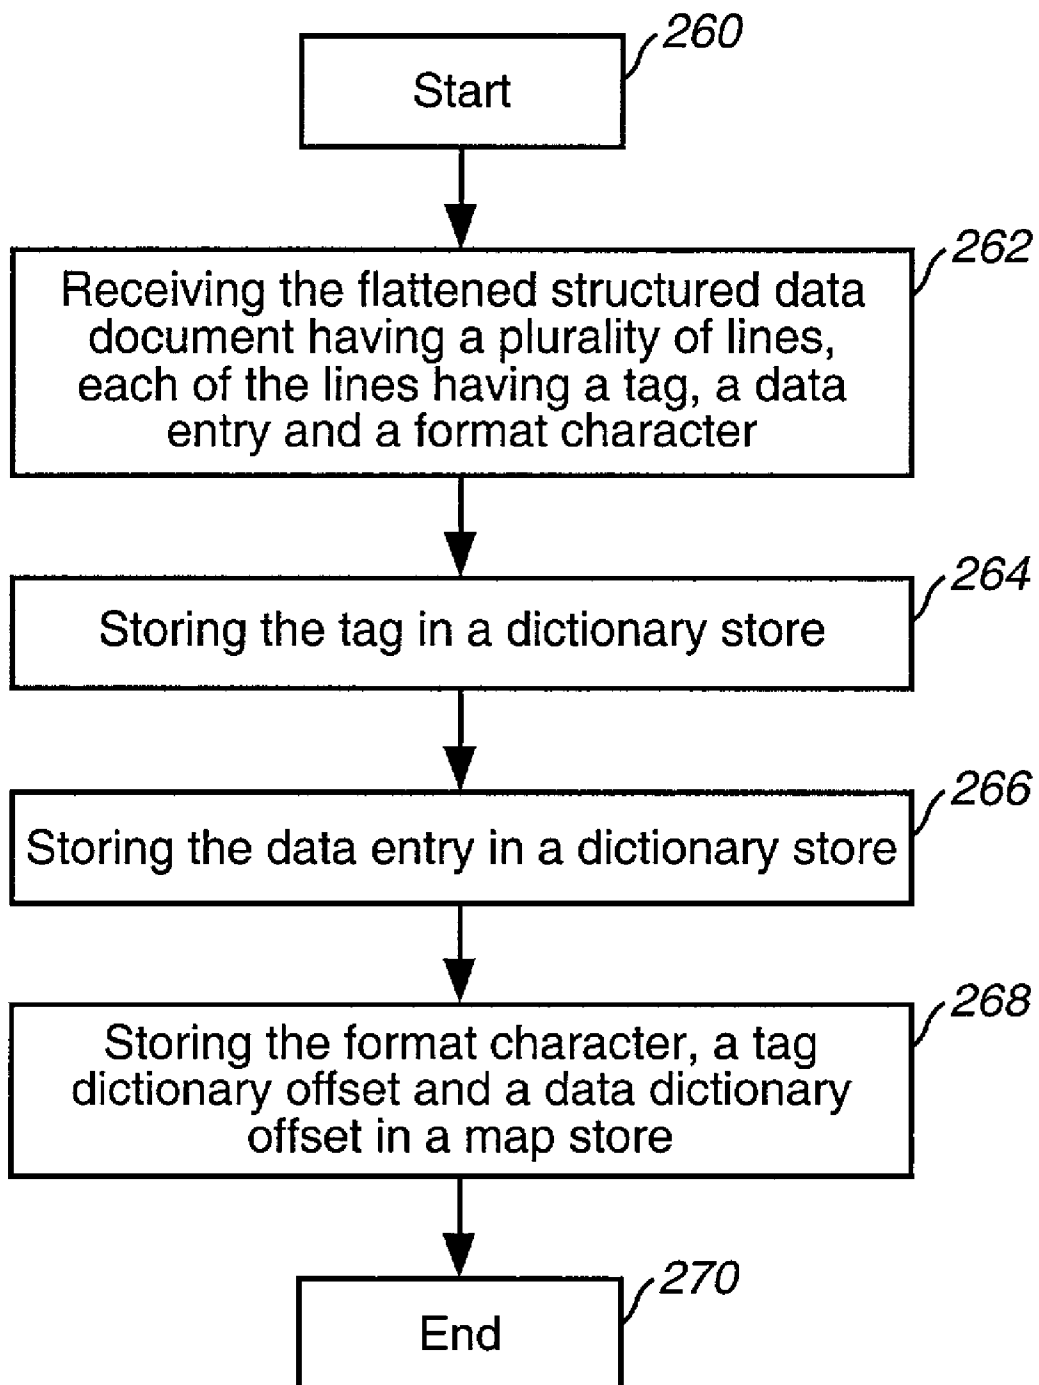 260
Start
262
Receiving the flattened structured data
document having a plurality of lines,
each of the lines having a tag, a data
entry and a format character
264
Storing the tag in a dictionary store
266
Storing the data entry in a dictionary store
268
Storing the format character, a tag
dictionary offset and a data dictionary
offset in a map store
270
End